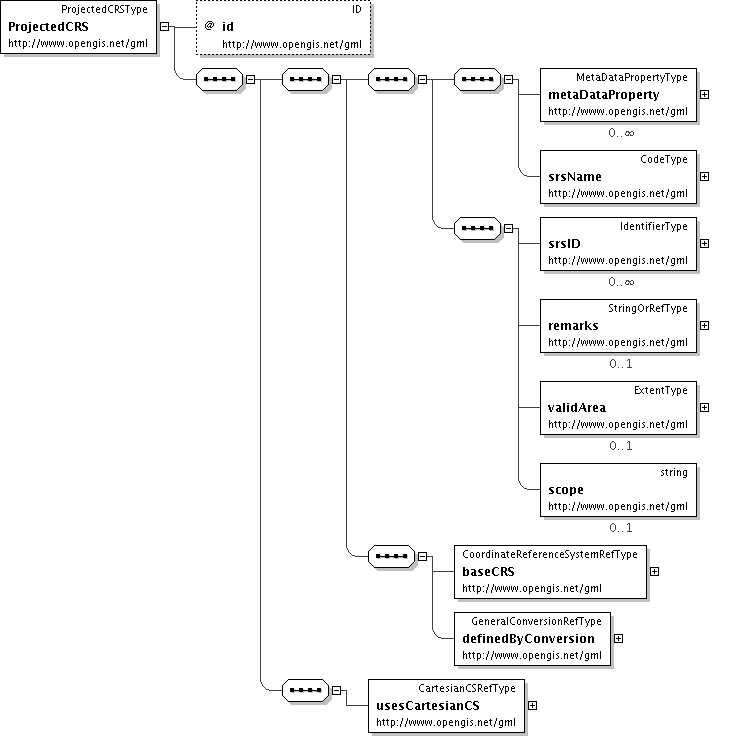 ProjectedCRSType
ProjectedCRS
http://www.opengis.net/gml
ID
@ id
http://www.opengis.net/gml
MetaDataPropertyType
metaDataProperty
http://www.opengis.net/gml
0..∞
CodeType
srsName
http://www.opengis.net/gml
IdentifierType
srsID
http://www.opengis.net/gml
0..∞
StringOrRefType
remarks
http://www.opengis.net/gml
0..1
ExtentType
validArea
http://www.opengis.net/gml
0..1
string
scope
http://www.opengis.net/gml
0..1
CoordinateReferenceSystemRefType
baseCRS
http://www.opengis.net/gml
GeneralConversionRefType
definedByConversion
http://www.opengis.net/gml
CartesianCSRefType
usesCartesianCS
http://www.opengis.net/gml